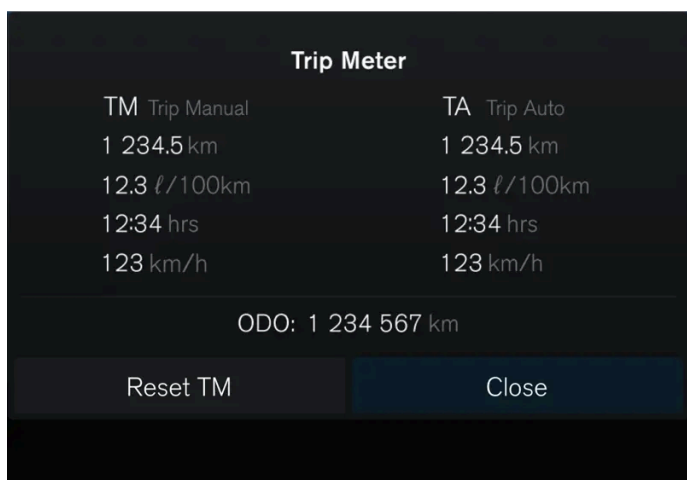 Trip Meter
TM Trip Manual TA Trip Auto
1 234.5 km 1 234.5 km
12.3 ℓ/100km 12.3 ℓ/100km
12:34 hrs 12:34 hrs
123 km/h 123 km/h
ODO: 1 234 567 km
Reset TM Close